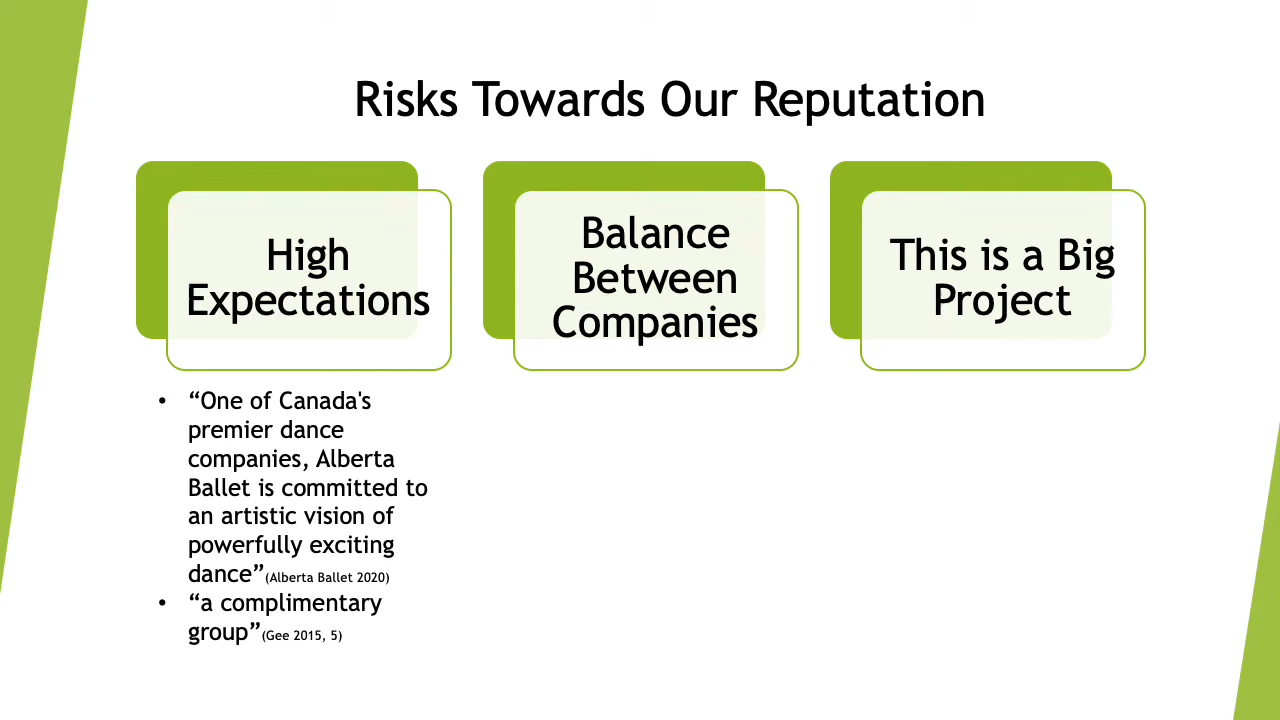 Risks Towards Our Reputation
High
Expectations
Balance
Between
Companies
This is a Big
Project
• “One of Canada's
premier dance
companies, Alberta
Ballet is committed to
an artistic vision of
powerfully exciting
dance”(Alberta Ballet 2020)
• “a complimentary
group”(Gee 2015, 5)